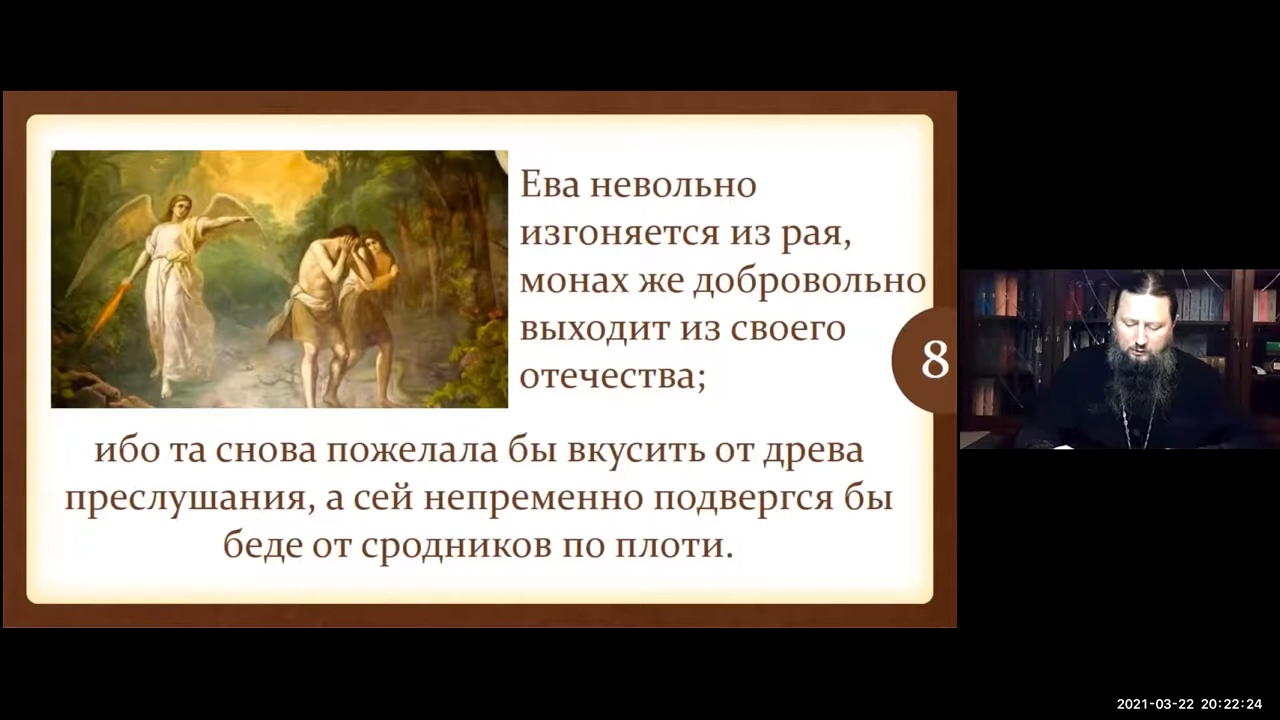 Ева невольно
изгоняется из рая,
монах же добровольно
выходит из своего
отечества;
8
ибо та снова пожелала бы вкусить от древа
преслушания, а сей непременно подвергся бы
беде от сродников по плоти.
2021-03-22 20:22:24